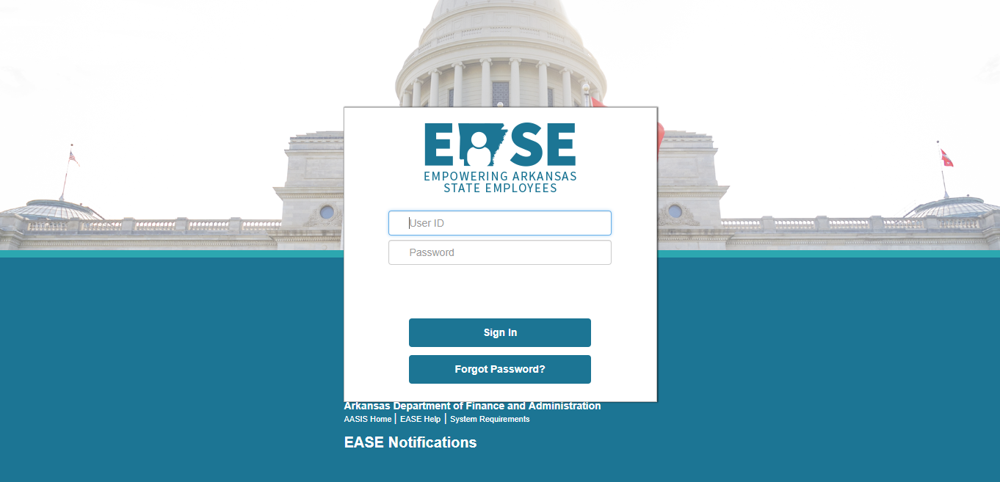 EASE
EMPOWERING ARKANSAS
STATE EMPLOYEES
User ID
Password
Sign In
Forgot Password?
Arkansas Department of Finance and Administration
AASIS Home | EASE Help | System Requirements
EASE Notifications